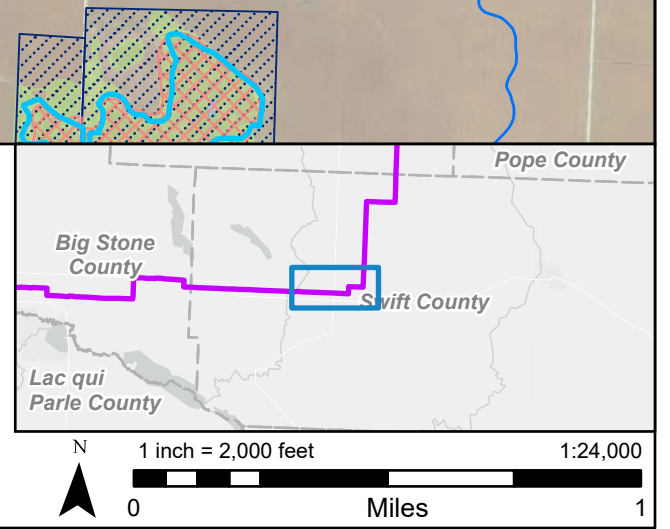 Pope County
Big Stone
County
Swift County
Lac qui
Parle County
N
1 inch = 2,000 feet
1:24,000
0
Miles
1